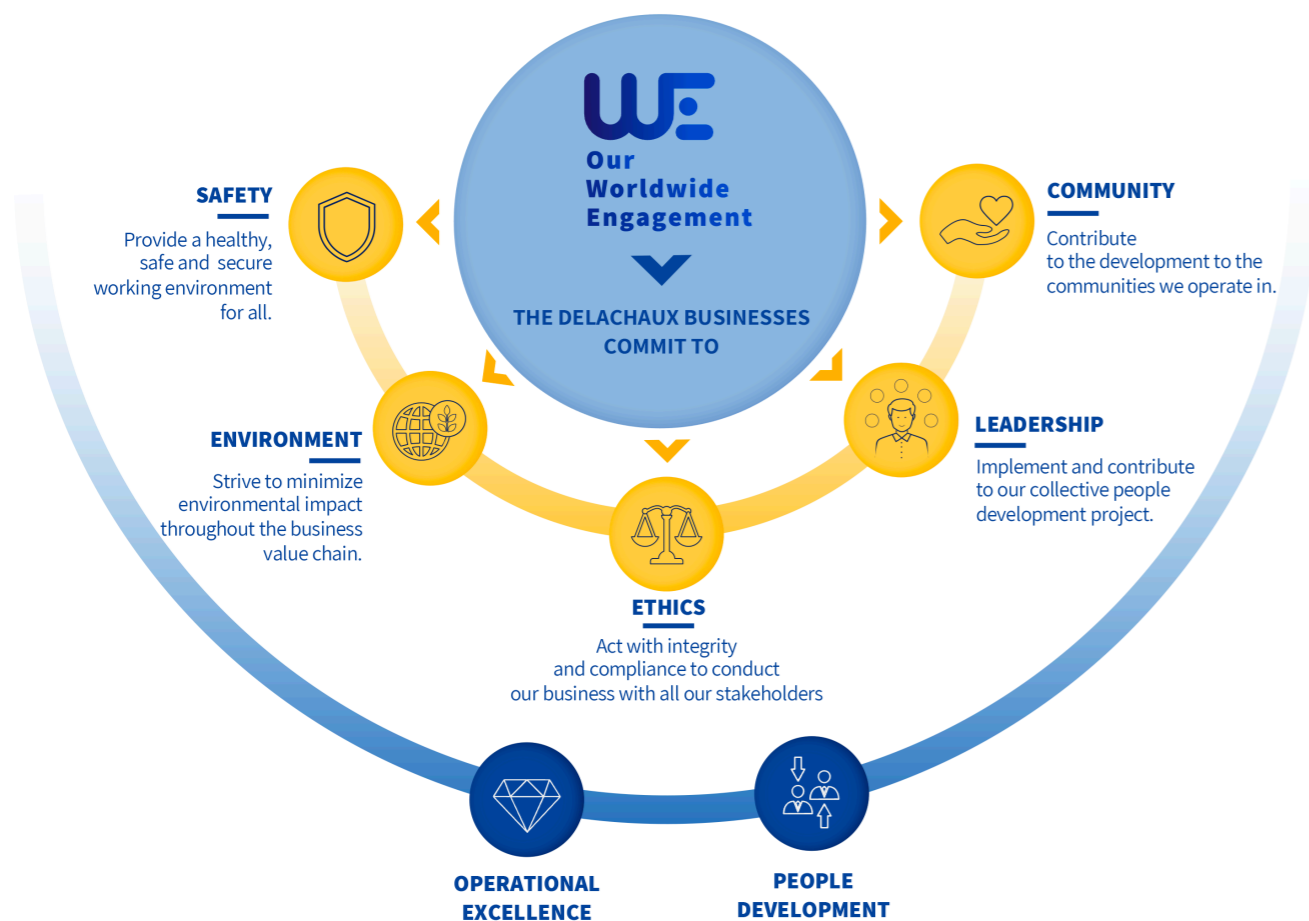 WE
Our
Worldwide
Engagement
THE DELACHAUX BUSINESSES
COMMIT TO
SAFETY
Provide a healthy,
safe and secure
working environment
for all.
ENVIRONMENT
Strive to minimize
environmental impact
throughout the business
value chain.
ETHICS
Act with integrity
and compliance to conduct
our business with all our stakeholders
LEADERSHIP
Implement and contribute
to our collective people
development project.
COMMUNITY
Contribute
to the development to the
communities we operate in.
OPERATIONAL
EXCELLENCE
PEOPLE
DEVELOPMENT